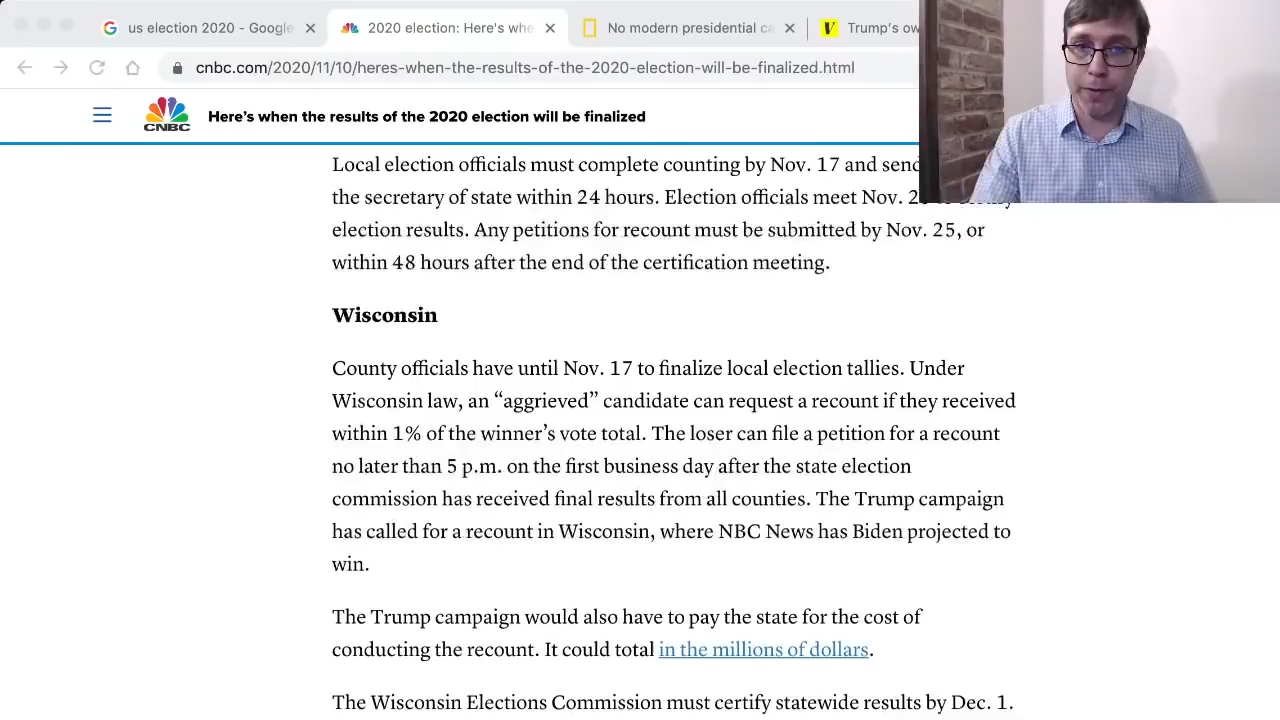 us election 2020 - Google
2020 election: Here's whe
No modern presidential ca
Trump's ow
cnbc.com/2020/11/10/heres-when-the-results-of-the-2020-election-will-be-finalized.html
CNBC
Here's when the results of the 2020 election will be finalized
Local election officials must complete counting by Nov. 17 and send
the secretary of state within 24 hours. Election officials meet Nov.
election results. Any petitions for recount must be submitted by Nov. 25, or
within 48 hours after the end of the certification meeting.
Wisconsin
County officials have until Nov. 17 to finalize local election tallies. Under
Wisconsin law, an “aggrieved” candidate can request a recount if they received
within 1% of the winner’s vote total. The loser can file a petition for a recount
no later than 5 p.m. on the first business day after the state election
commission has received final results from all counties. The Trump campaign
has called for a recount in Wisconsin, where NBC News has Biden projected to
win.
The Trump campaign would also have to pay the state for the cost of
conducting the recount. It could total in the millions of dollars.
The Wisconsin Elections Commission must certify statewide results by Dec. 1.